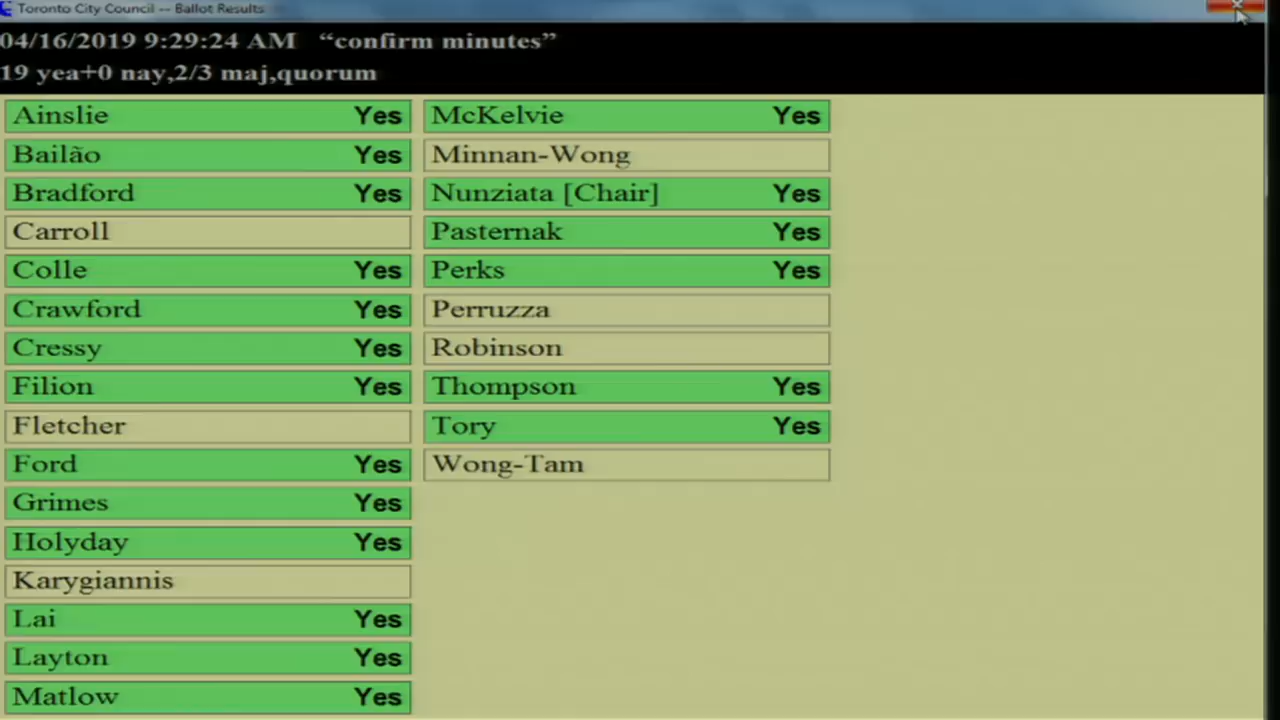 Toronto City Council -- Ballot Results
04/16/2019 9:29:24 AM “confirm minutes”
19 yea+0 nay,2/3 maj,quorum
Ainslie Yes
Bailão Yes
Bradford Yes
Carroll
Colle Yes
Crawford Yes
Cressy Yes
Filion Yes
Fletcher
Ford Yes
Grimes Yes
Holyday Yes
Karygiannis
Lai Yes
Layton Yes
Matlow Yes
McKelvie Yes
Minnan-Wong
Nunziata [Chair] Yes
Pasternak Yes
Perks Yes
Perruzza
Robinson
Thompson Yes
Tory Yes
Wong-Tam